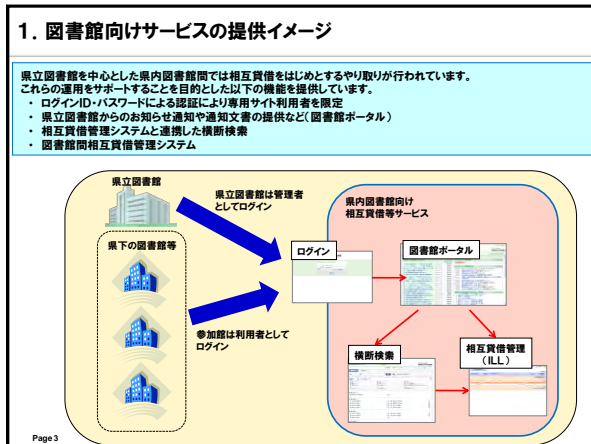 1. 図書館向けサービスの提供イメージ
県立図書館を中心とした県内図書館間では相互貸借をはじめとするやり取りが行われています。
これらの運用をサポートすることを目的とした以下の機能を提供しています。
・ ログインID・パスワードによる認証により専用サイト利用者を限定
・ 県立図書館からのお知らせ通知や通知文書の提供など(図書館ポータル)
・ 相互貸借管理システムと連携した横断検索
・ 図書館間相互貸借管理システム
県立図書館
県立図書館は管理者
としてログイン
県内図書館向け
相互貸借等サービス
県下の図書館等
ログイン
図書館ポータル
参加館は利用者として
ログイン
横断検索
相互貸借管理
(ILL)
Page 3